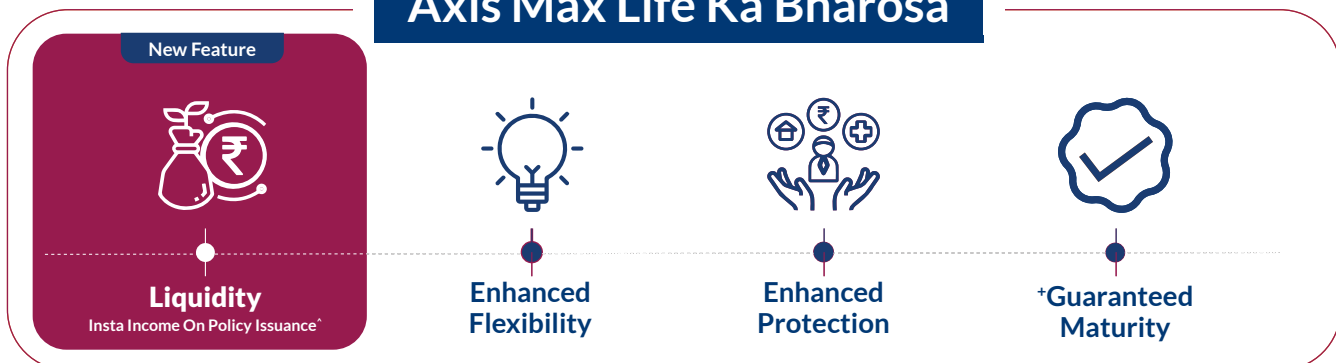 Axis Max Life Ka Bharosa
New Feature
Liquidity
Insta Income On Policy Issuance^
Enhanced
Flexibility
₹
Enhanced
Protection
₹
+Guaranteed
Maturity